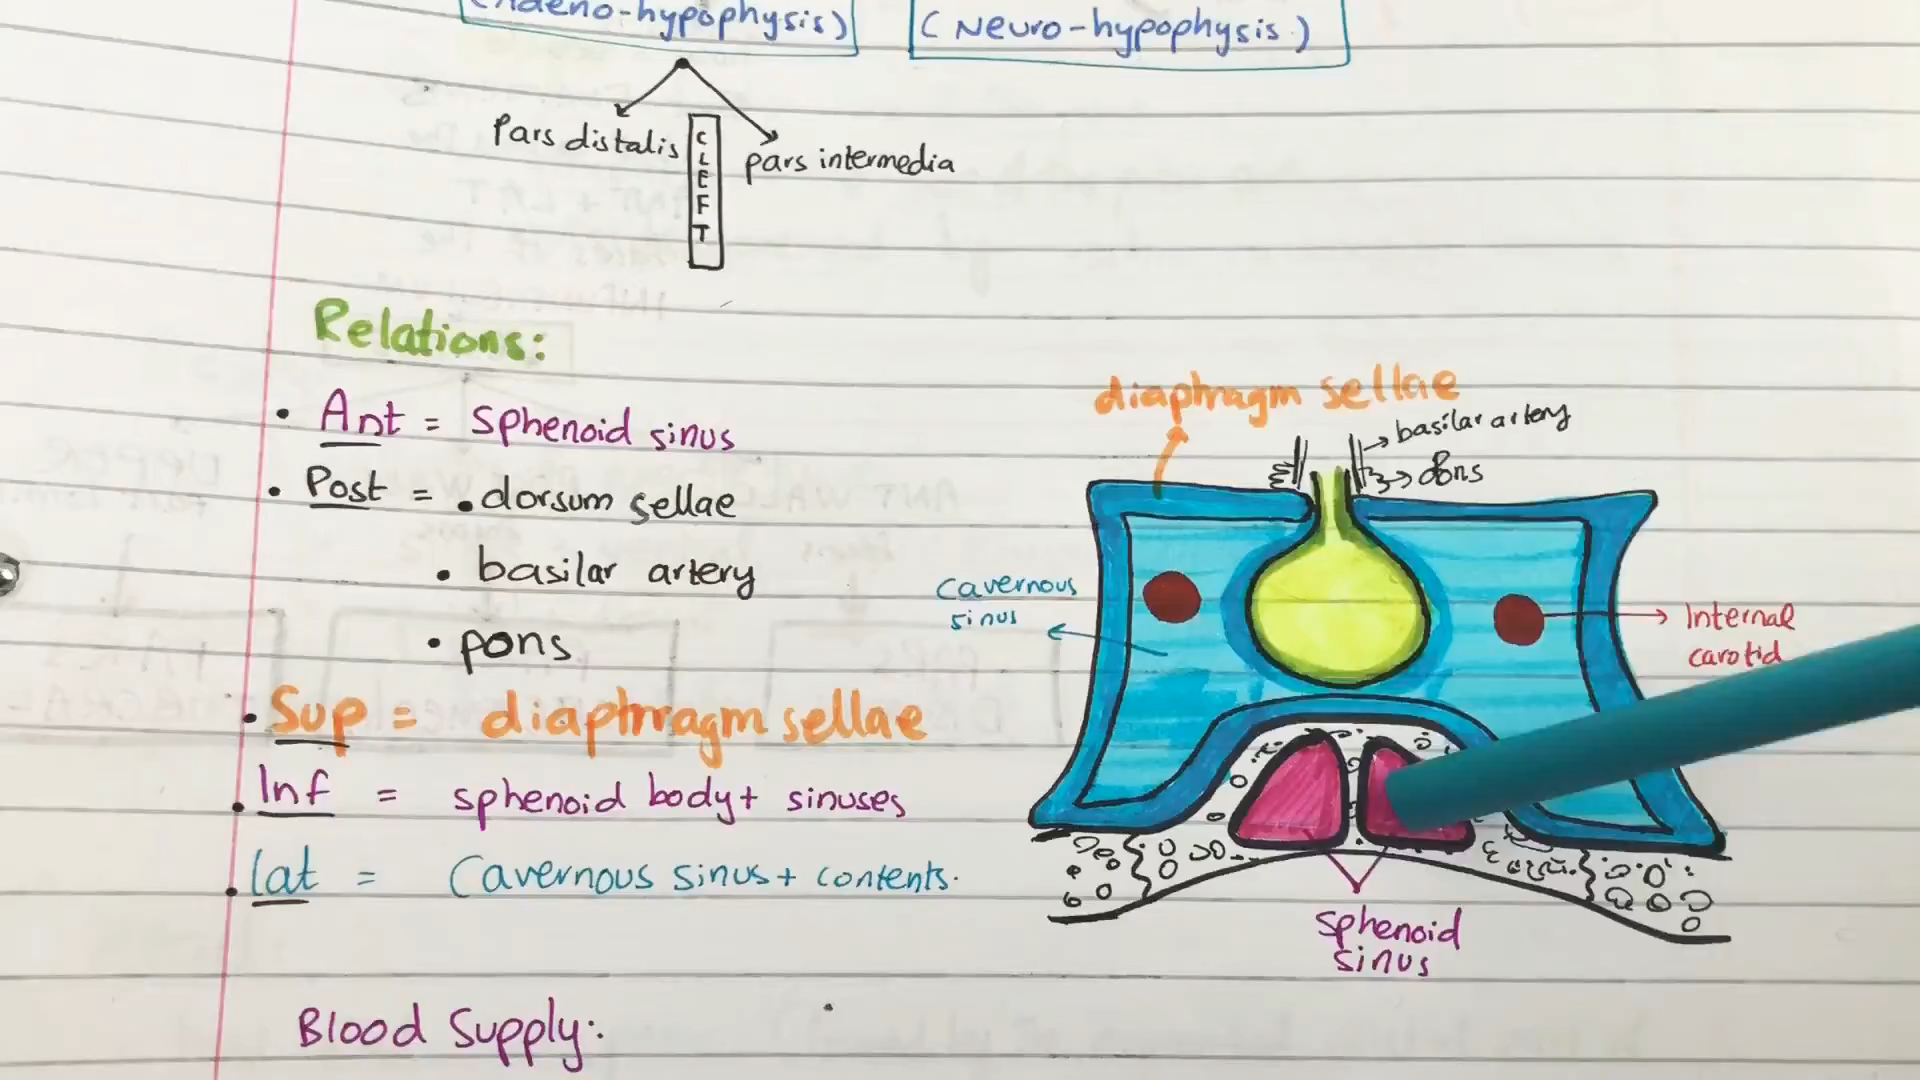 (Adeno-hypophysis)
(Neuro-hypophysis)
Pars distalis
CLEFT
pars intermedia
Relations:
• Ant = sphenoid sinus
• Post = • dorsum sellae
• basilar artery
• pons
• Sup = diaphragm sellae
• Inf = sphenoid body + sinuses
• lat = Cavernous sinus + contents.
diaphragm sellae
basilar artery
pons
Cavernous
sinus
Internal
carotid
sphenoid
sinus
Blood Supply: